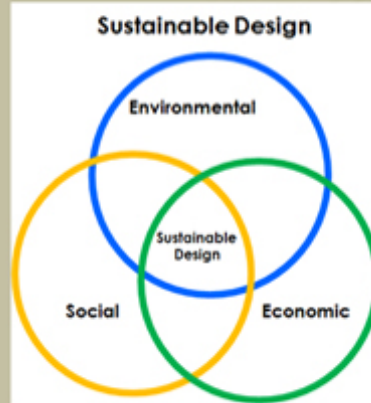 Sustainable Design
Environmental
Sustainable
Design
Social
Economic